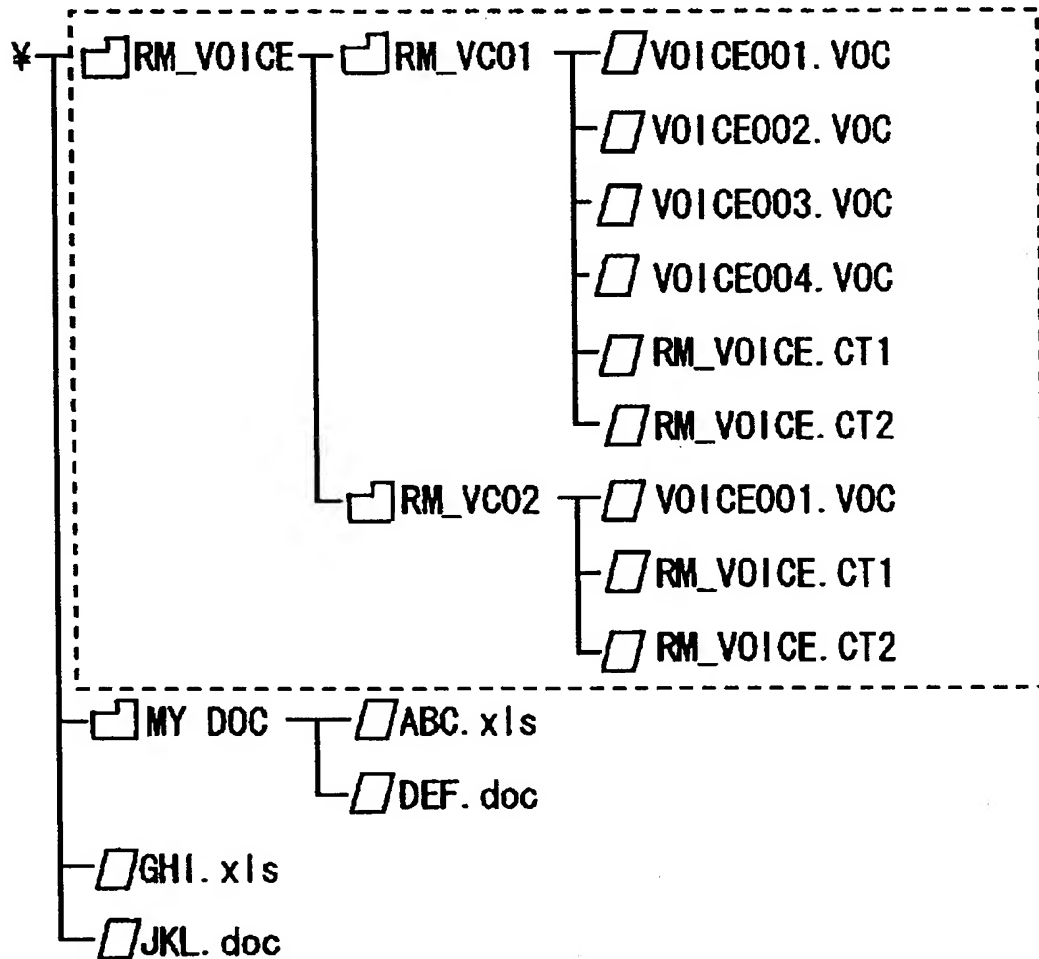 ¥ RM_VOICE RM_VC01 VOICE001.VOC
VOICE002.VOC
VOICE003.VOC
VOICE004.VOC
RM_VOICE.CT1
RM_VOICE.CT2
RM_VC02 VOICE001.VOC
RM_VOICE.CT1
RM_VOICE.CT2
MY DOC ABC.xls
DEF.doc
GHI.xls
JKL.doc